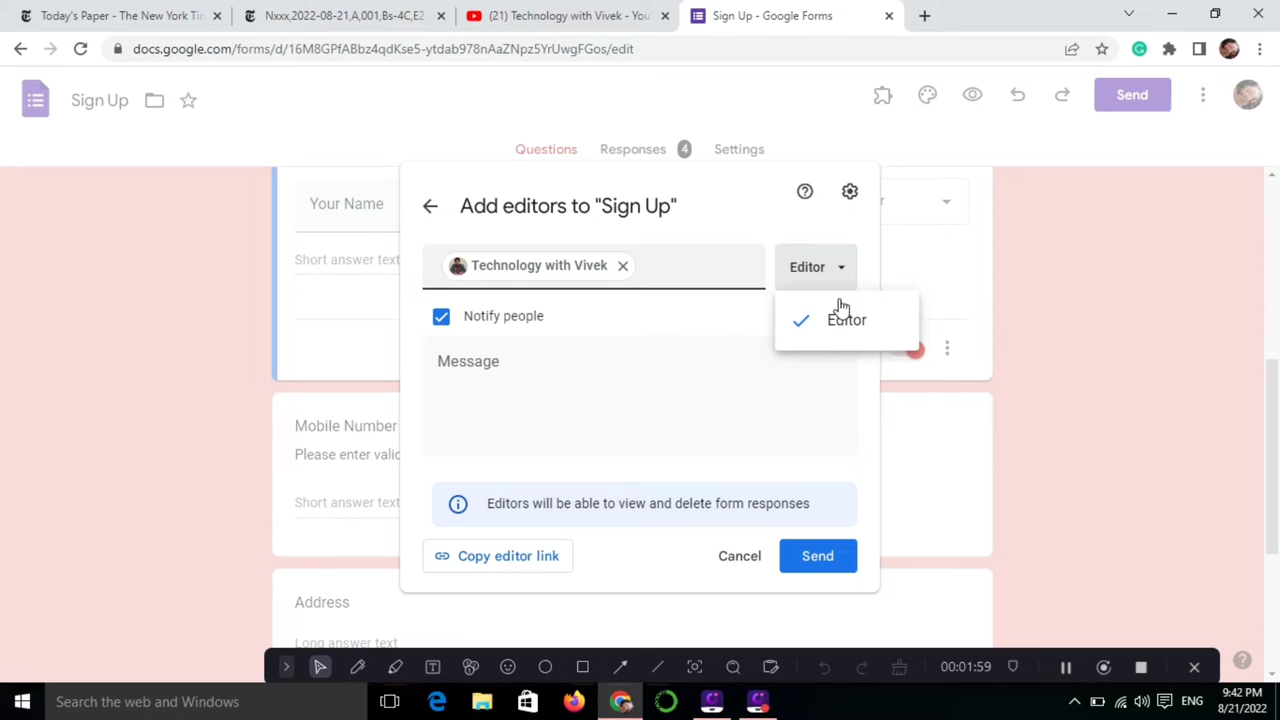 Today's Paper - The New York Tim
Nxxx,2022-08-21,A,001,Bs-4C,E2
(21) Technology with Vivek - You
Sign Up - Google Forms
docs.google.com/forms/d/16M8GPfABbz4qdKse5-ytdab978nAaZNpz5YrUwgFGos/edit
Sign Up
Send
Questions
Responses
4
Settings
Your Name
r
Add editors to "Sign Up"
Short answer text
Technology with Vivek
Editor
Notify people
Editor
Message
Mobile Number
Please enter valid
Short answer text
Editors will be able to view and delete form responses
Copy editor link
Cancel
Send
Address
Long answer text
00:01:59
Search the web and Windows
ENG
9:42 PM
8/21/2022